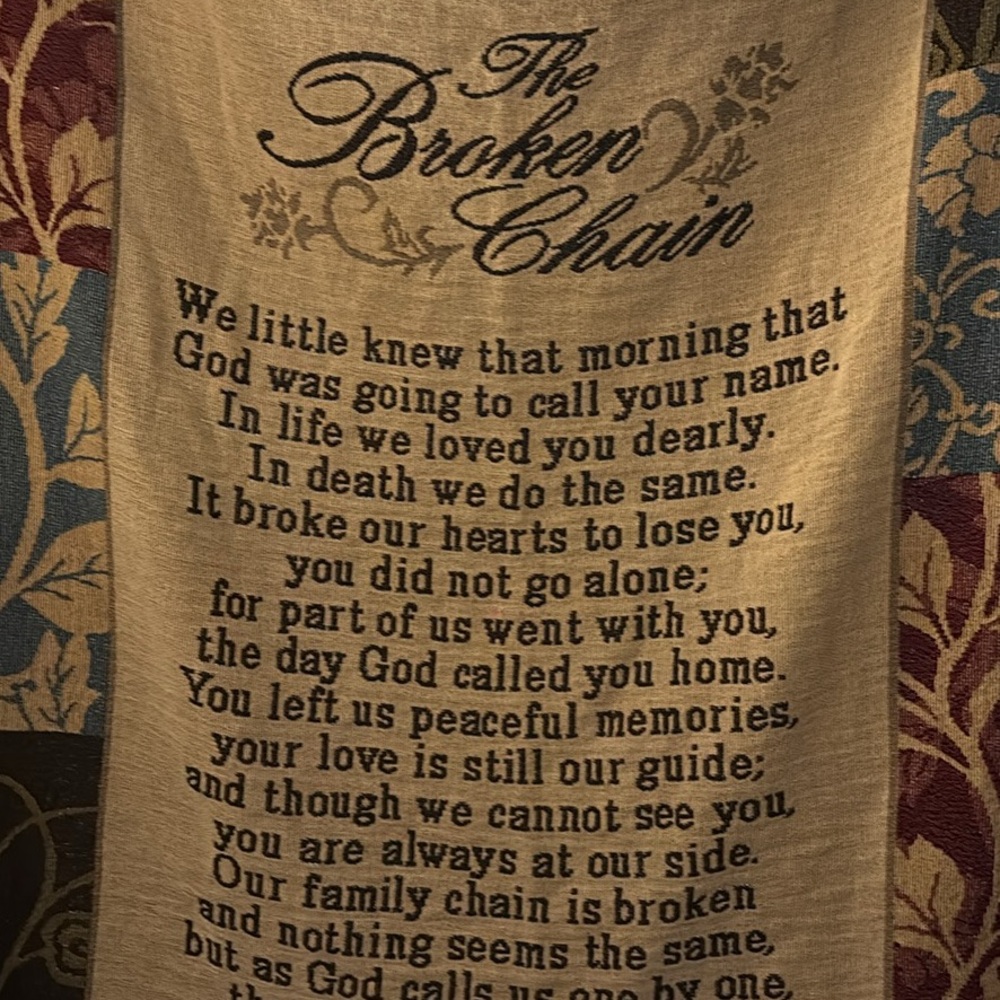 The
Broken
Chain
We little knew that morning that
God was going to call your name.
In life we loved you dearly.
In death we do the same.
It broke our hearts to lose you,
you did not go alone;
for part of us went with you,
the day God called you home.
You left us peaceful memories,
your love is still our guide;
and though we cannot see you,
you are always at our side.
Our family chain is broken
and nothing seems the same,
but as God calls us one by one,